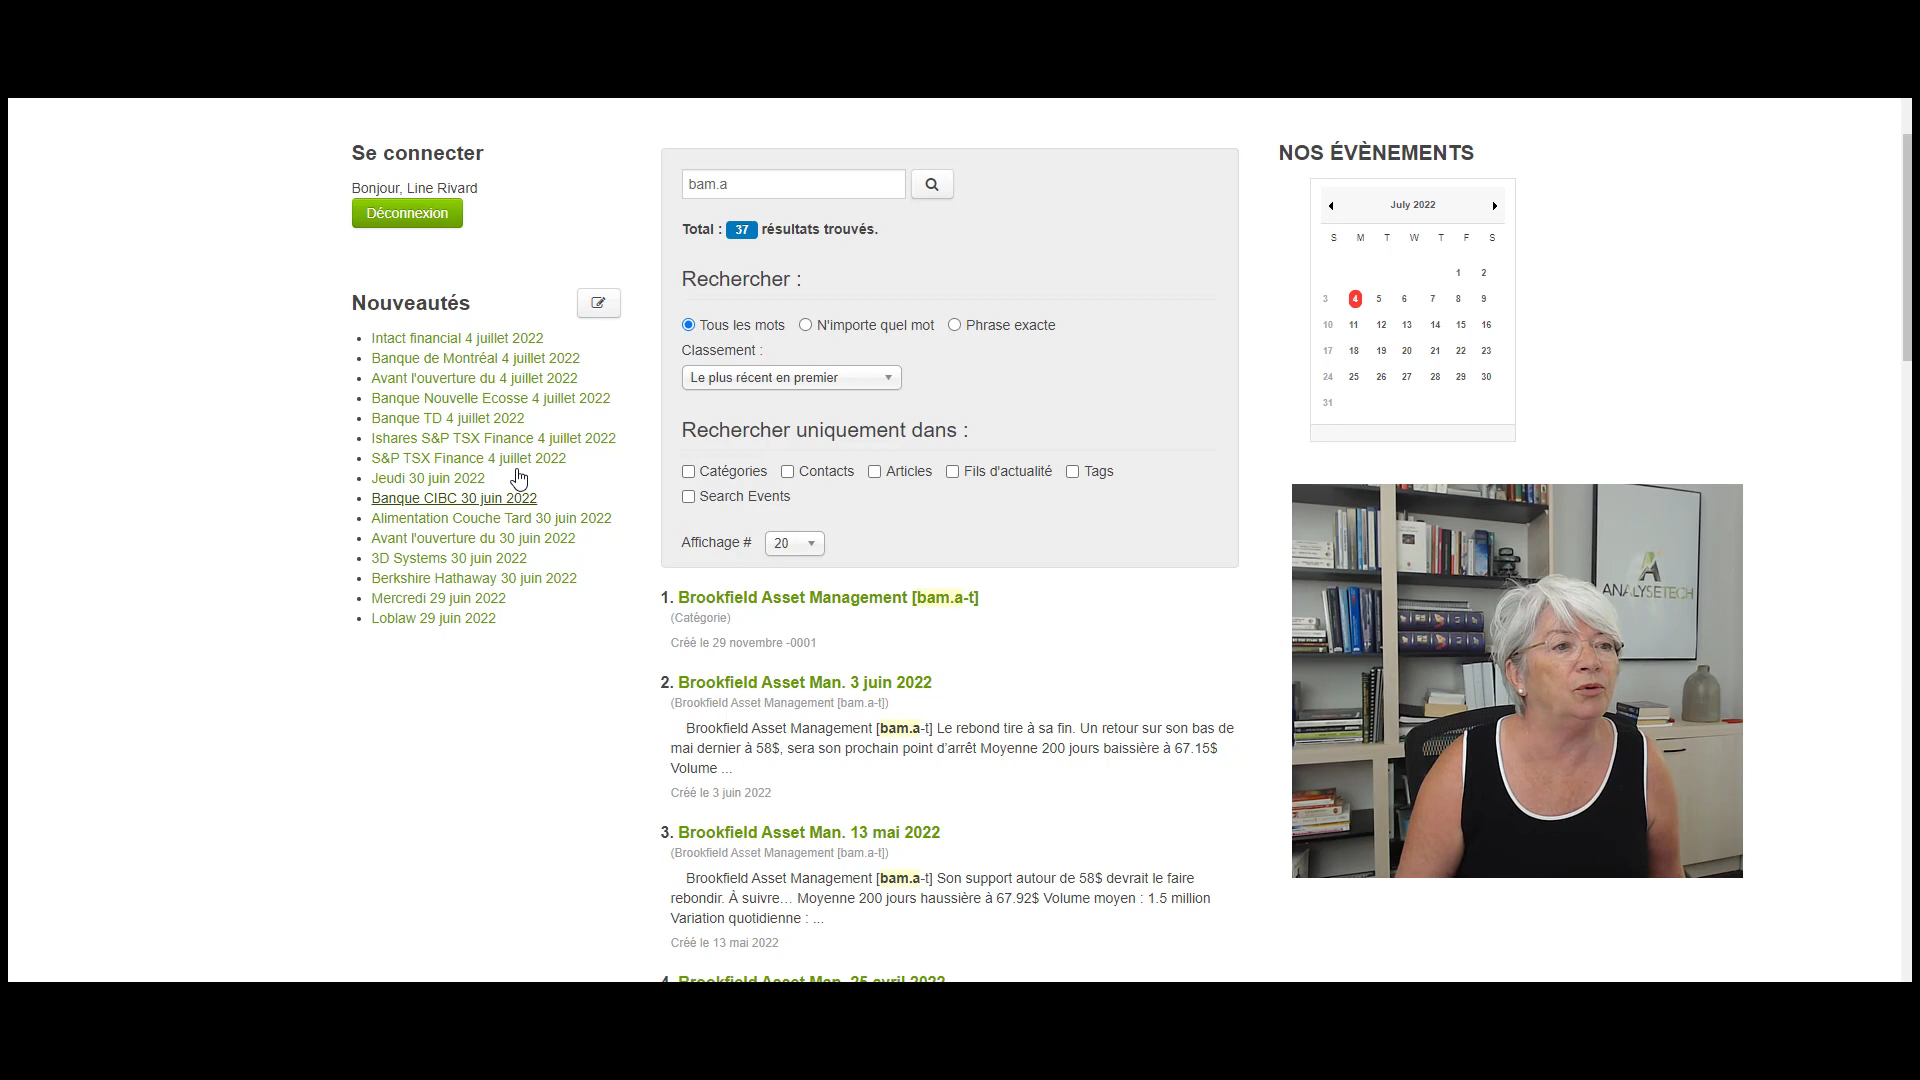 Se connecter
Bonjour, Line Rivard
Déconnexion
Nouveautés
Intact financial 4 juillet 2022
Banque de Montréal 4 juillet 2022
Avant l'ouverture du 4 juillet 2022
Banque Nouvelle Ecosse 4 juillet 2022
Banque TD 4 juillet 2022
Ishares S&P TSX Finance 4 juillet 2022
S&P TSX Finance 4 juillet 2022
Jeudi 30 juin 2022
Banque CIBC 30 juin 2022
Alimentation Couche Tard 30 juin 2022
Avant l'ouverture du 30 juin 2022
3D Systems 30 juin 2022
Berkshire Hathaway 30 juin 2022
Mercredi 29 juin 2022
Loblaw 29 juin 2022
bam.a
Total : 37 résultats trouvés.
Rechercher :
Tous les mots N'importe quel mot Phrase exacte
Classement :
Le plus récent en premier
Rechercher uniquement dans :
Catégories Contacts Articles Fils d'actualité Tags
Search Events
Affichage # 20
1. Brookfield Asset Management [bam.a-t]
(Catégorie)
Créé le 29 novembre -0001
2. Brookfield Asset Man. 3 juin 2022
(Brookfield Asset Management [bam.a-t])
Brookfield Asset Management [bam.a-t] Le rebond tire à sa fin. Un retour sur son bas de
mai dernier à 58$, sera son prochain point d'arrêt Moyenne 200 jours baissière à 67.15$
Volume ...
Créé le 3 juin 2022
3. Brookfield Asset Man. 13 mai 2022
(Brookfield Asset Management [bam.a-t])
Brookfield Asset Management [bam.a-t] Son support autour de 58$ devrait le faire
rebondir. À suivre… Moyenne 200 jours haussière à 67.92$ Volume moyen : 1.5 million
Variation quotidienne : ...
Créé le 13 mai 2022
4. Brookfield Asset Man. 25 avril 2022
NOS ÉVÈNEMENTS
July 2022
S M T W T F S
1 2
3 4 5 6 7 8 9
10 11 12 13 14 15 16
17 18 19 20 21 22 23
24 25 26 27 28 29 30
31
ANALYSETECH